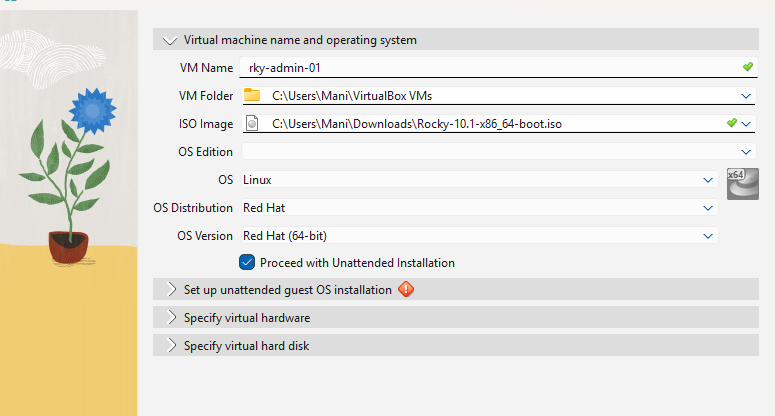 Virtual machine name and operating system
VM Name rky-admin-01
VM Folder C:\Users\Mani\VirtualBox VMs
ISO Image C:\Users\Mani\Downloads\Rocky-10.1-x86_64-boot.iso
OS Edition
OS Linux
x64
OS Distribution Red Hat
OS Version Red Hat (64-bit)
Proceed with Unattended Installation
Set up unattended guest OS installation
Specify virtual hardware
Specify virtual hard disk